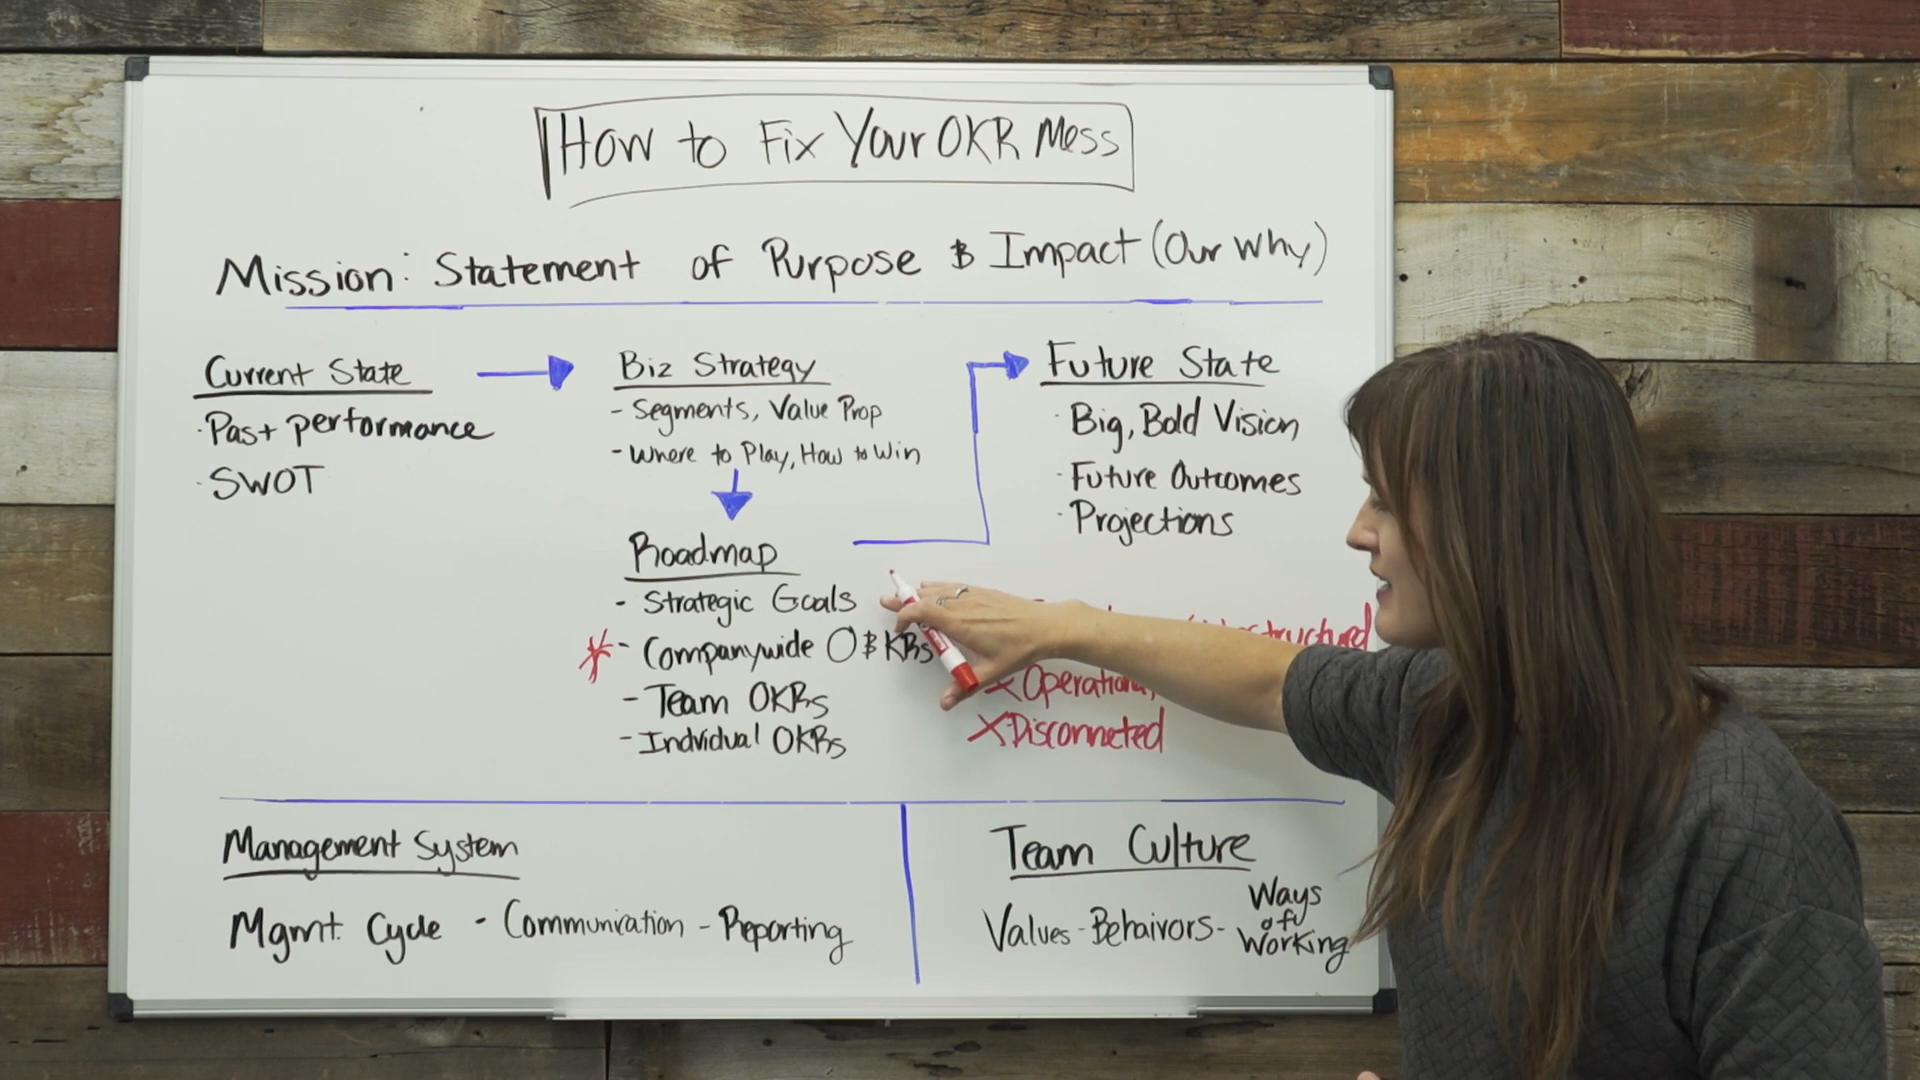 How to Fix Your OKR Mess
Mission: Statement of Purpose & Impact (Our Why)
Current State
· Past performance
· SWOT
Biz Strategy
- Segments, Value Prop
- Where to Play, How to Win
Roadmap
- Strategic Goals
* - Companywide O & KRs
- Team OKRs
- Indvidual OKRs
Future State
· Big, Bold Vision
· Future Outcomes
· Projections
X Disconneted
Management System
Mgmt. Cycle - Communication - Reporting
Team Culture
Values - Behaivors - Ways of Working